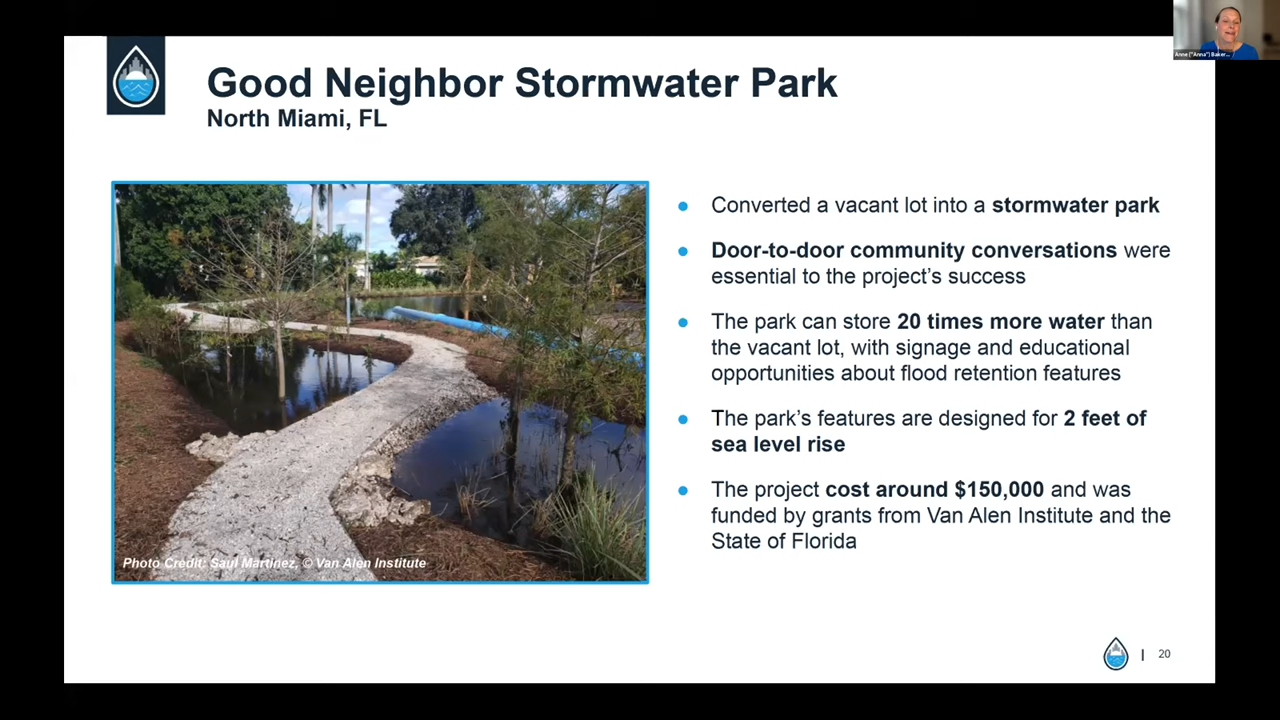 Anne ("Anna") Baker...
Good Neighbor Stormwater Park
North Miami, FL
Converted a vacant lot into a stormwater park
Door-to-door community conversations were
essential to the project's success
The park can store 20 times more water than
the vacant lot, with signage and educational
opportunities about flood retention features
The park's features are designed for 2 feet of
sea level rise
The project cost around $150,000 and was
funded by grants from Van Alen Institute and the
State of Florida
Photo Credit: Saul Martinez, © Van Alen Institute
| 20